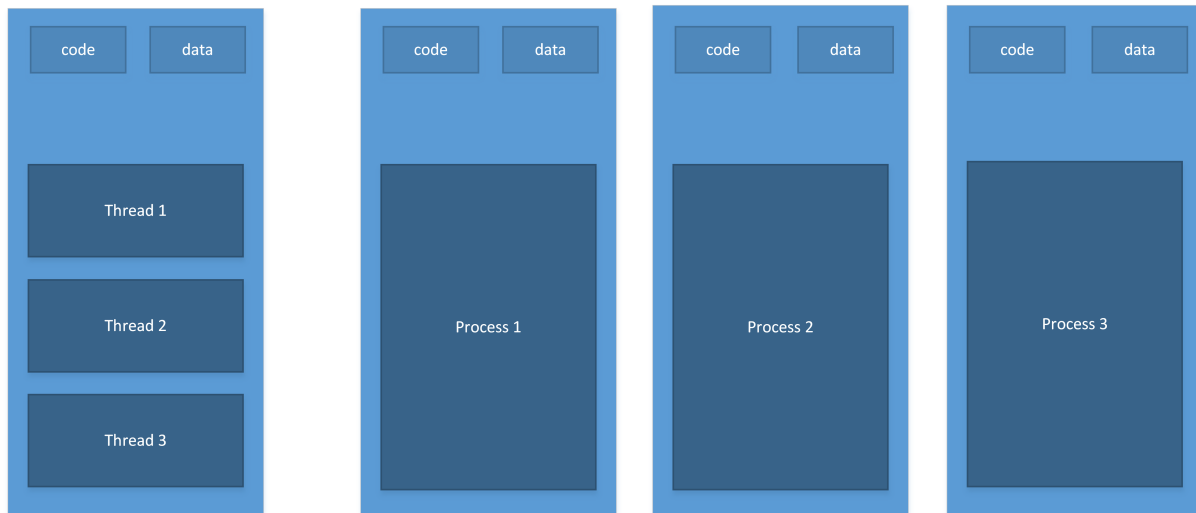 code data
Thread 1
Thread 2
Thread 3
code data
Process 1
code data
Process 2
code data
Process 3